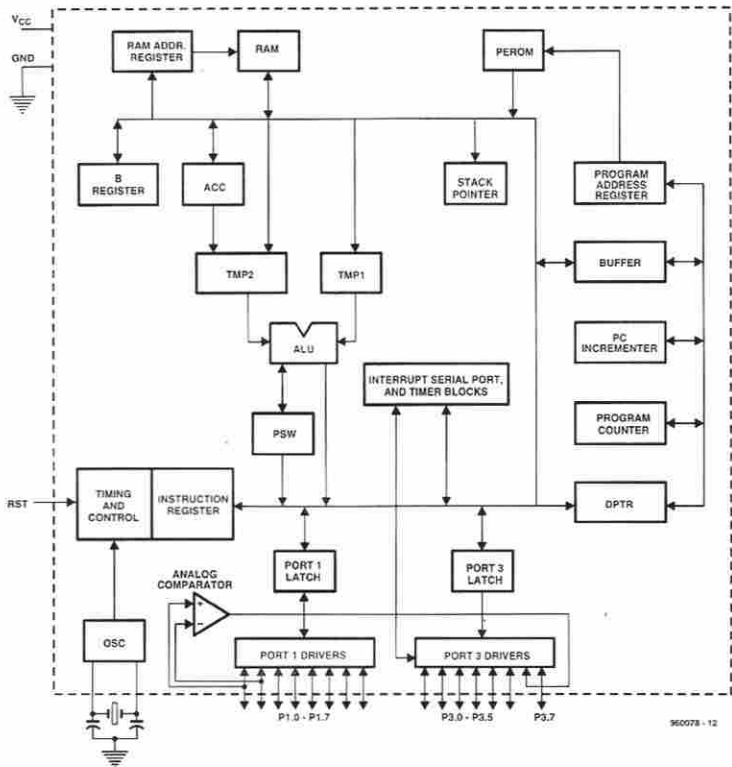 VCC
GND
RAM ADDR.
REGISTER
RAM
PEROM
B
REGISTER
ACC
STACK
POINTER
PROGRAM
ADDRESS
REGISTER
TMP2
TMP1
BUFFER
ALU
PC
INCREMENTER
INTERRUPT SERIAL PORT,
AND TIMER BLOCKS
PSW
PROGRAM
COUNTER
RST
TIMING
AND
CONTROL
INSTRUCTION
REGISTER
DPTR
PORT 1
LATCH
PORT 3
LATCH
ANALOG
COMPARATOR
+
−
OSC
PORT 1 DRIVERS
PORT 3 DRIVERS
P1.0 - P1.7
P3.0 - P3.5
P3.7
960078 - 12